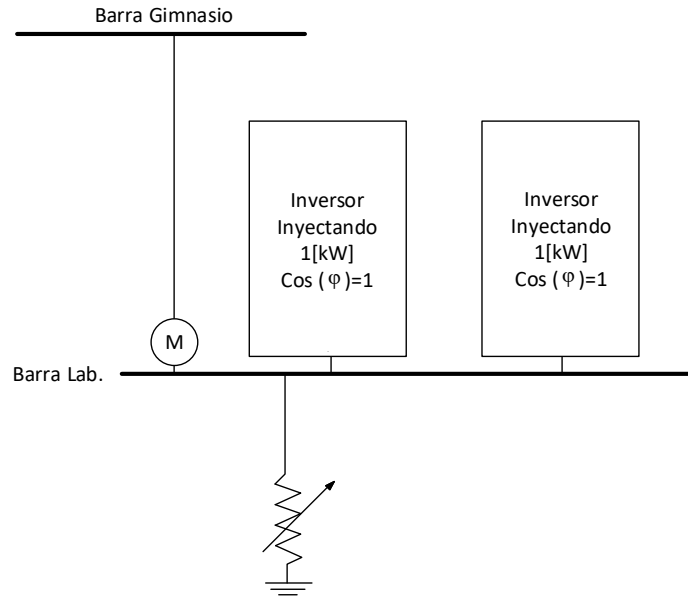 Barra Gimnasio
Inversor
Inyectando
1[kW]
Cos (φ)=1
Inversor
Inyectando
1[kW]
Cos (φ)=1
M
Barra Lab.